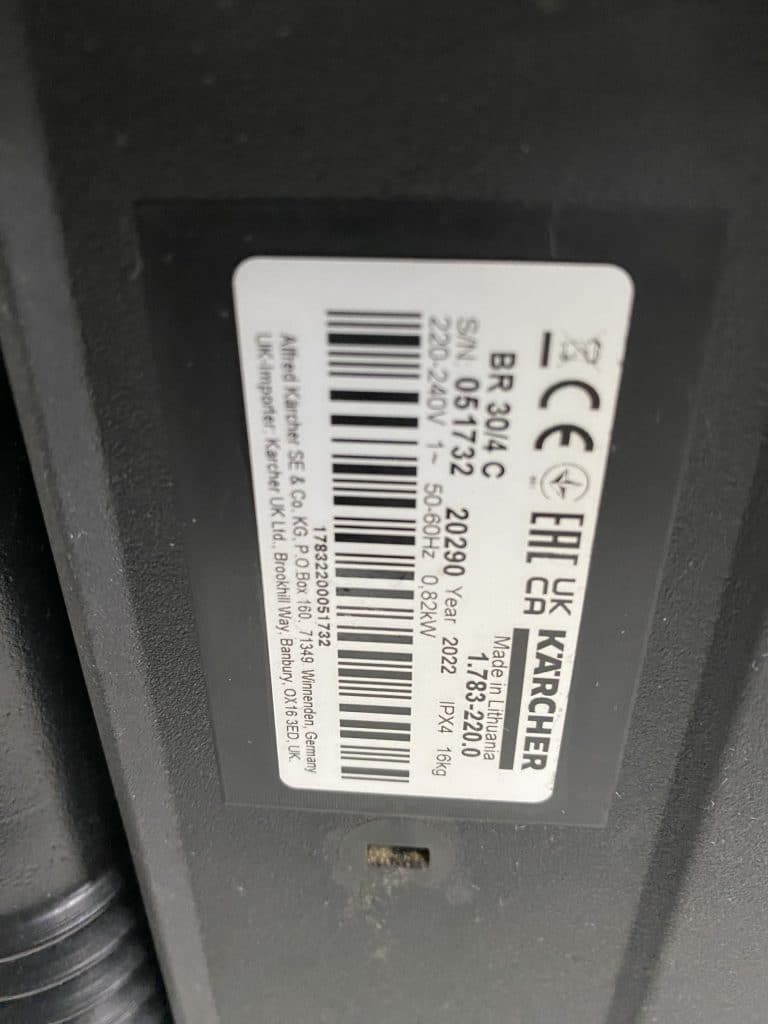 CE EAC UK CA KÄRCHER
Made in Lithuania
BR 30/4 C 1.783-220.0
S/N: 051732 20290 Year 2022 IPX4 16kg
220-240V 1~ 50-60Hz 0,82kW
17832200051732
Alfred Kärcher SE & Co. KG, P.O.Box 160, 71349 Winnenden, Germany
UK-Importer: Kärcher UK Ltd., Brookhill Way, Banbury, OX16 3ED, UK.